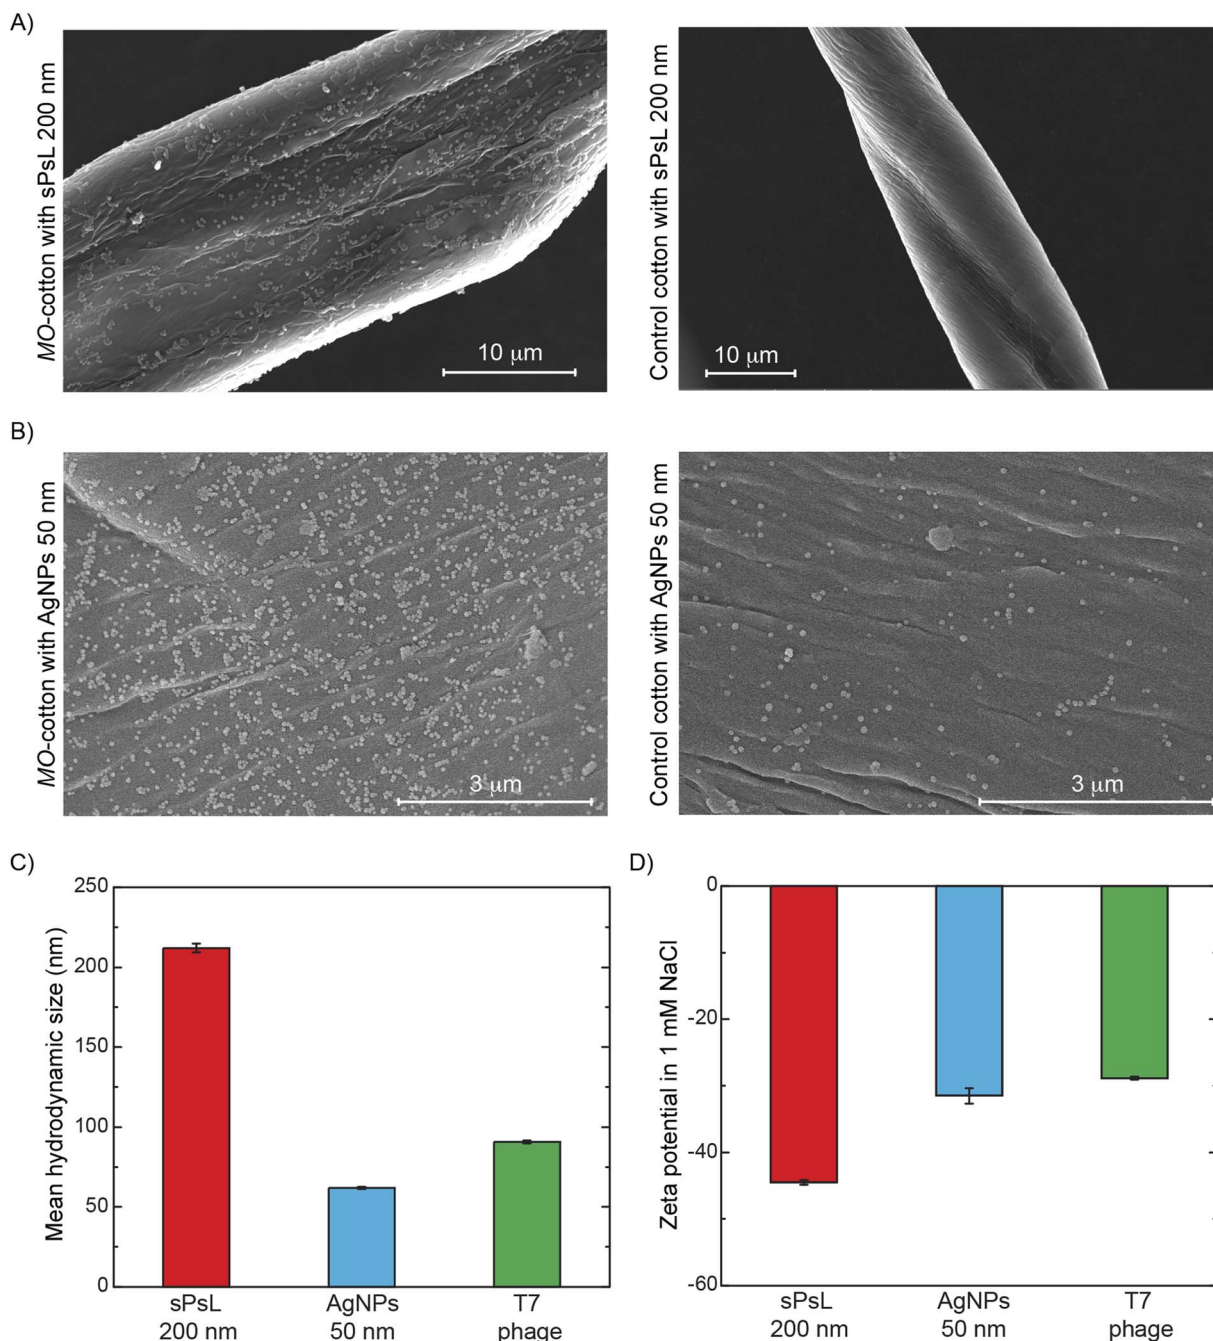 A)
MO-cotton with sPsL 200 nm
10 μm
Control cotton with sPsL 200 nm
10 μm
B)
MO-cotton with AgNPs 50 nm
3 μm
Control cotton with AgNPs 50 nm
3 μm
C)
Mean hydrodynamic size (nm)
250
200
150
100
50
0
sPsL
200 nm
AgNPs
50 nm
T7
phage
D)
Zeta potential in 1 mM NaCl
0
-20
-40
-60
sPsL
200 nm
AgNPs
50 nm
T7
phage